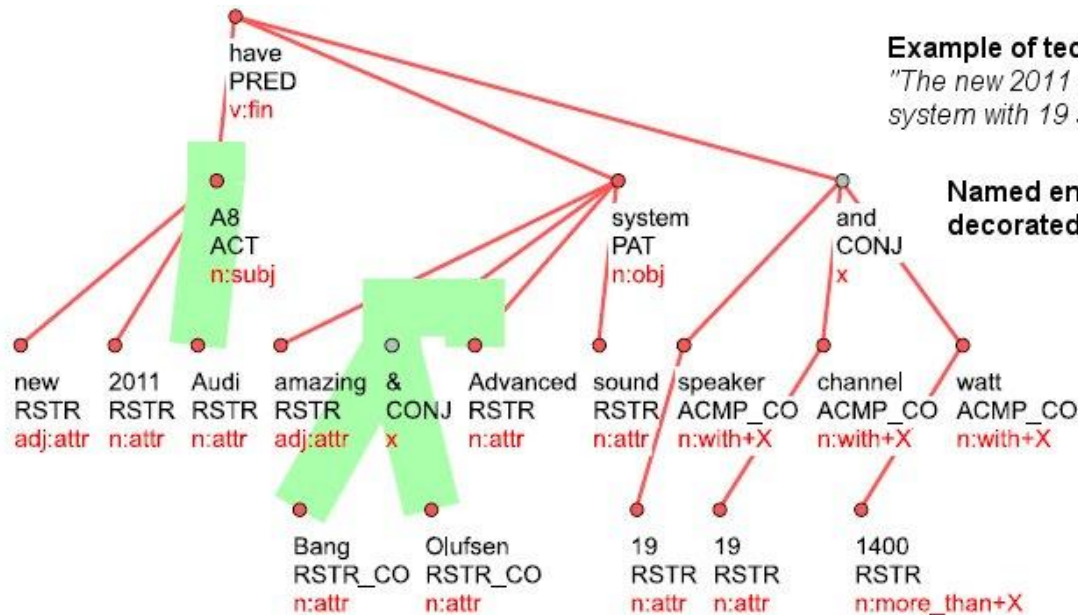 have
PRED
v:fin
Example of tec
"The new 2011
system with 19
Named en
decorated
A8
ACT
n:subj
system
PAT
n:obj
and
CONJ
x
new
RSTR
adj:attr
2011
RSTR
n:attr
Audi
RSTR
n:attr
amazing
RSTR
adj:attr
&
CONJ
x
Advanced
RSTR
n:attr
sound
RSTR
n:attr
speaker
ACMP_CO
n:with+X
channel
ACMP_CO
n:with+X
watt
ACMP_CO
n:with+X
Bang
RSTR_CO
n:attr
Olufsen
RSTR_CO
n:attr
19
RSTR
n:attr
19
RSTR
n:attr
1400
RSTR
n:more_than+X